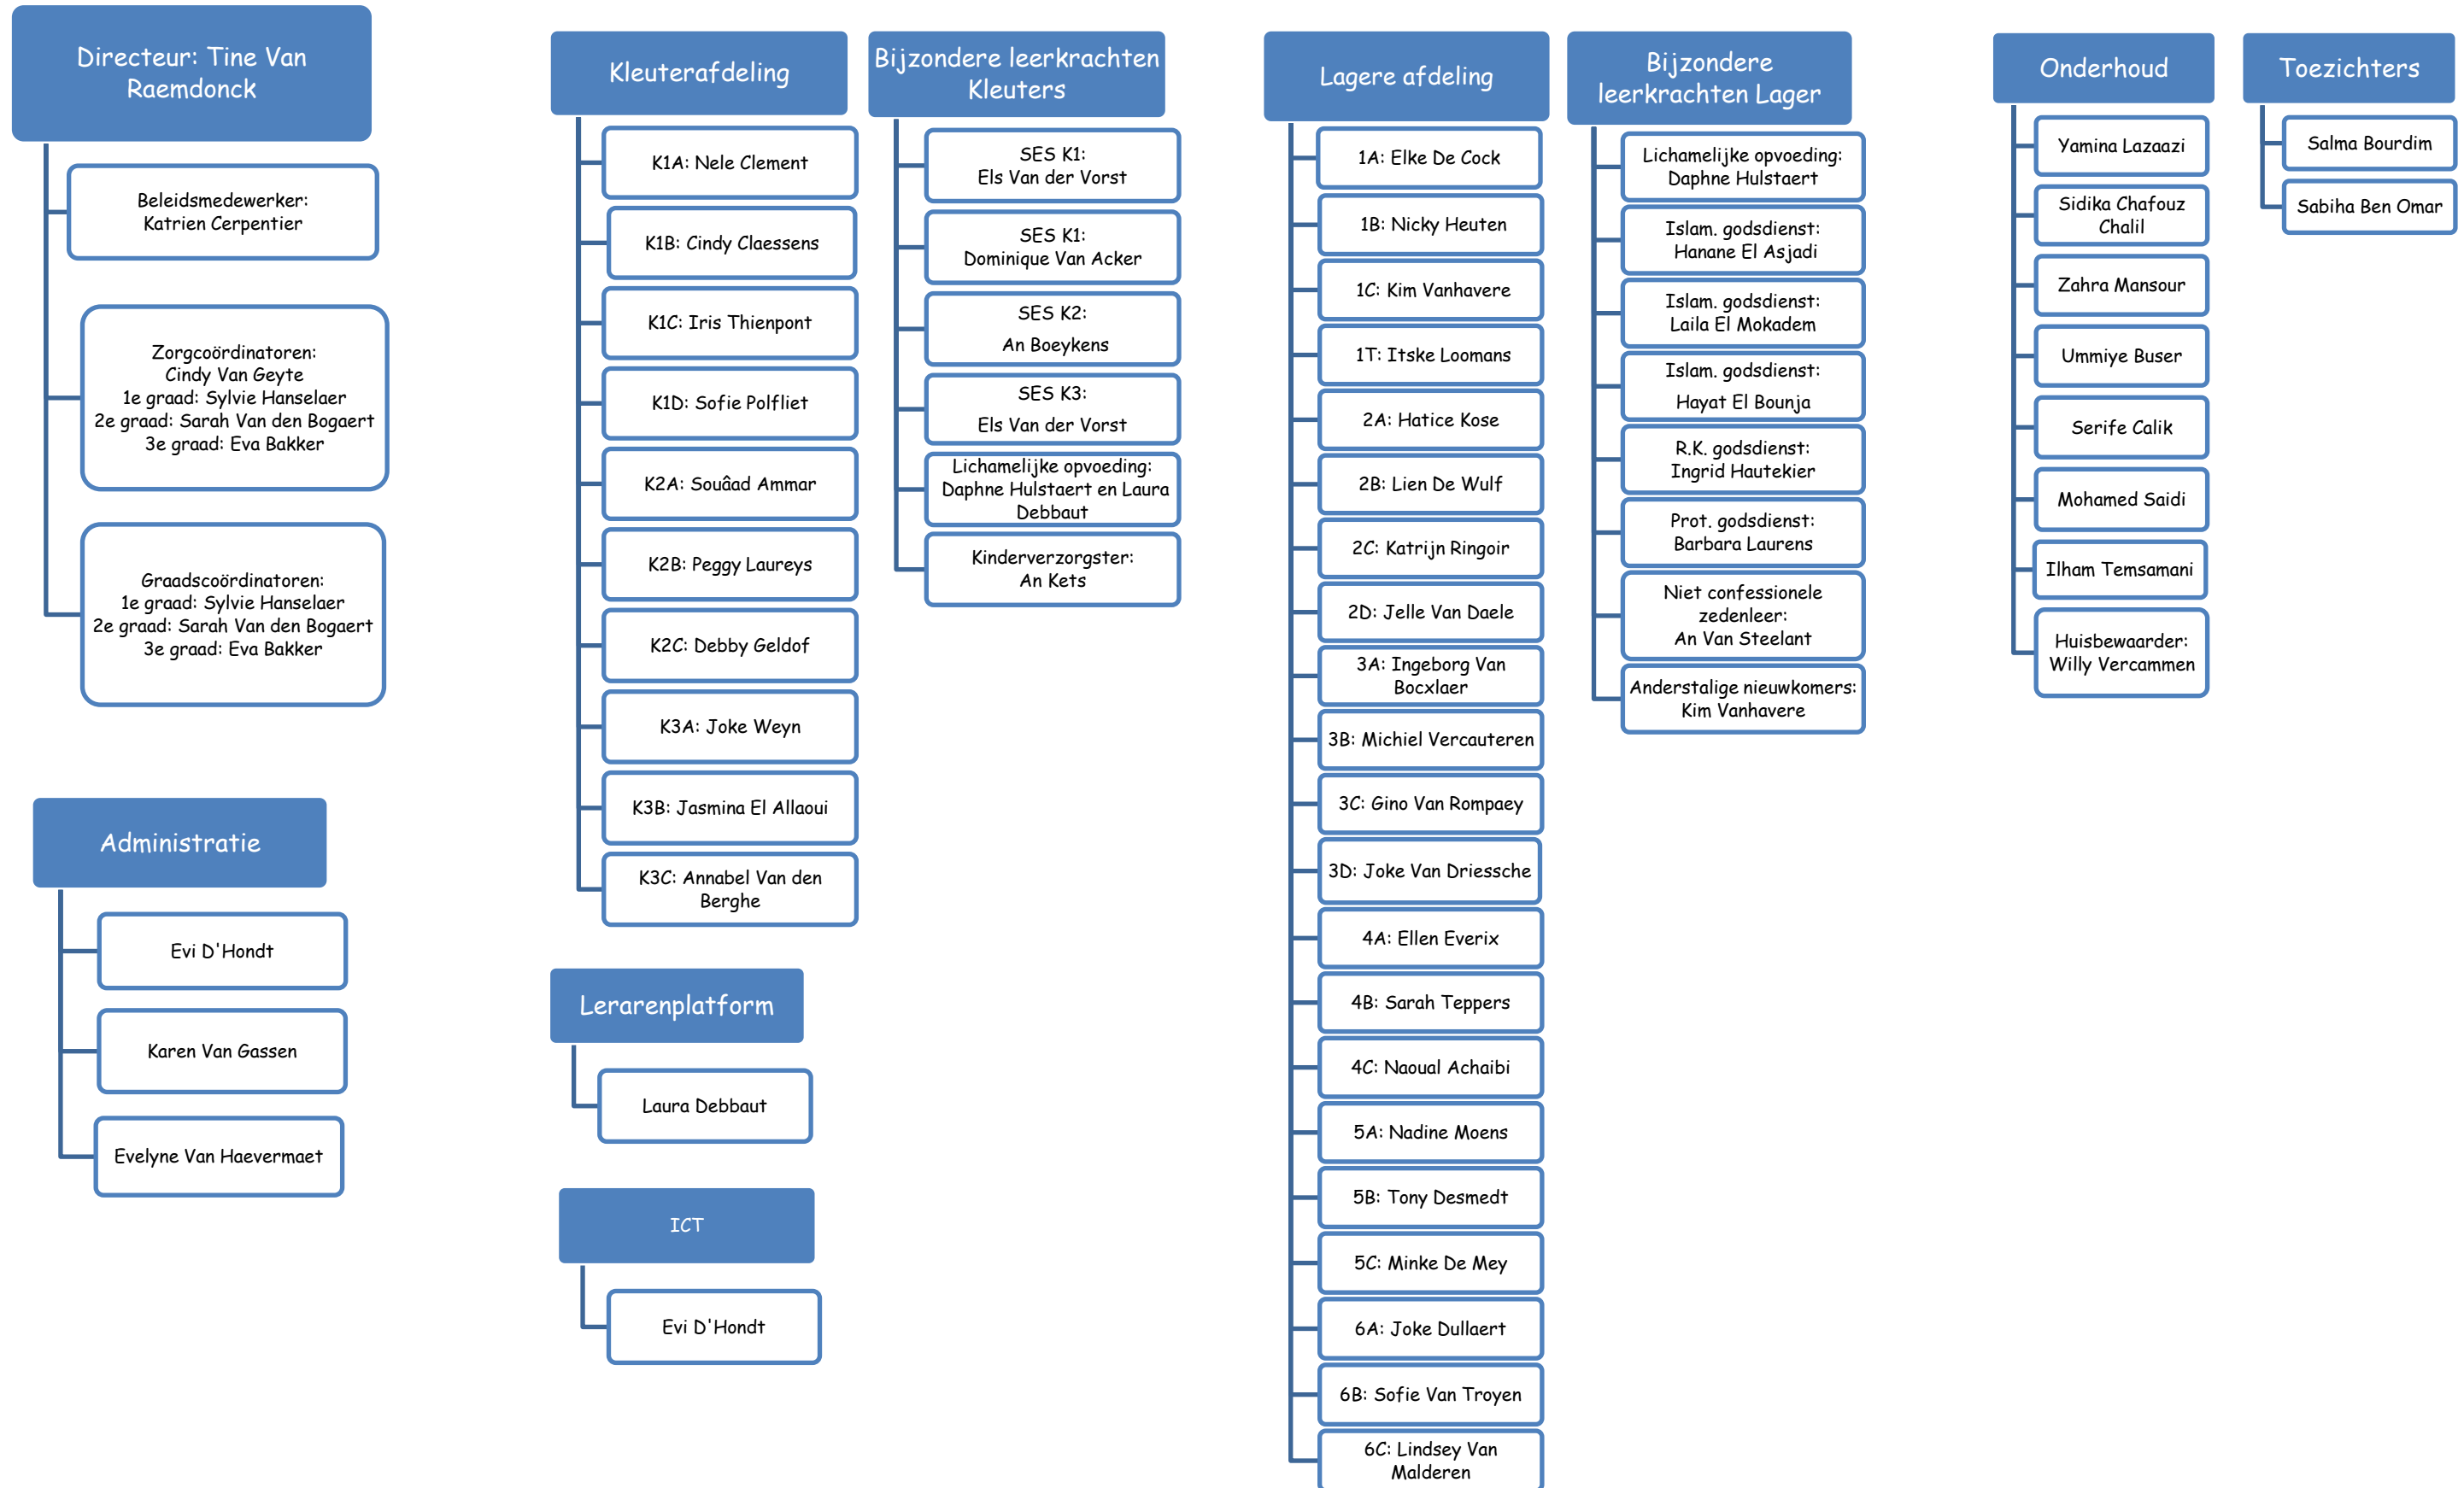 Directeur: Tine Van
Raemdonck
Beleidsmedewerker:
Katrien Cerpentier
Zorgcoördinatoren:
Cindy Van Geyte
1e graad: Sylvie Hanselaer
2e graad: Sarah Van den Bogaert
3e graad: Eva Bakker
Graadscoördinatoren:
1e graad: Sylvie Hanselaer
2e graad: Sarah Van den Bogaert
3e graad: Eva Bakker
Administratie
Evi D'Hondt
Karen Van Gassen
Evelyne Van Haevermaet
Kleuterafdeling
K1A: Nele Clement
K1B: Cindy Claessens
K1C: Iris Thienpont
K1D: Sofie Polfliet
K2A: Souâad Ammar
K2B: Peggy Laureys
K2C: Debby Geldof
K3A: Joke Weyn
K3B: Jasmina El Allaoui
K3C: Annabel Van den
Berghe
Lerarenplatform
Laura Debbaut
ICT
Evi D'Hondt
Bijzondere leerkrachten
Kleuters
SES K1:
Els Van der Vorst
SES K1:
Dominique Van Acker
SES K2:
An Boeykens
SES K3:
Els Van der Vorst
Lichamelijke opvoeding:
Daphne Hulstaert en Laura
Debbaut
Kinderverzorgster:
An Kets
Lagere afdeling
1A: Elke De Cock
1B: Nicky Heuten
1C: Kim Vanhavere
1T: Itske Loomans
2A: Hatice Kose
2B: Lien De Wulf
2C: Katrijn Ringoir
2D: Jelle Van Daele
3A: Ingeborg Van
Bocxlaer
3B: Michiel Vercauteren
3C: Gino Van Rompaey
3D: Joke Van Driessche
4A: Ellen Everix
4B: Sarah Teppers
4C: Naoual Achaibi
5A: Nadine Moens
5B: Tony Desmedt
5C: Minke De Mey
6A: Joke Dullaert
6B: Sofie Van Troyen
6C: Lindsey Van
Malderen
Bijzondere
leerkrachten Lager
Lichamelijke opvoeding:
Daphne Hulstaert
Islam. godsdienst:
Hanane El Asjadi
Islam. godsdienst:
Laila El Mokadem
Islam. godsdienst:
Hayat El Bounja
R.K. godsdienst:
Ingrid Hautekier
Prot. godsdienst:
Barbara Laurens
Niet confessionele
zedenleer:
An Van Steelant
Anderstalige nieuwkomers:
Kim Vanhavere
Onderhoud
Yamina Lazaazi
Sidika Chafouz
Chalil
Zahra Mansour
Ummiye Buser
Serife Calik
Mohamed Saidi
Ilham Temsamani
Huisbewaarder:
Willy Vercammen
Toezichters
Salma Bourdim
Sabiha Ben Omar